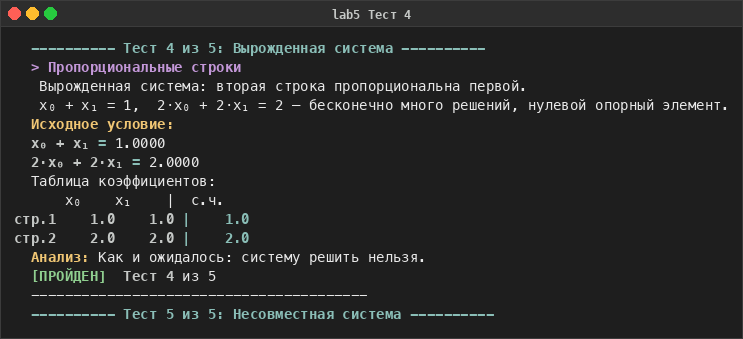 lab5 Тест 4
────────── Тест 4 из 5: Вырожденная система ──────────
> Пропорциональные строки
Вырожденная система: вторая строка пропорциональна первой.
x₀ + x₁ = 1,  2·x₀ + 2·x₁ = 2 — бесконечно много решений, нулевой опорный элемент.
Исходное условие:
x₀ + x₁ = 1.0000
2·x₀ + 2·x₁ = 2.0000
Таблица коэффициентов:
x₀    x₁    |  с.ч.
стр.1    1.0    1.0 |    1.0
стр.2    2.0    2.0 |    2.0
Анализ: Как и ожидалось: систему решить нельзя.
[ПРОЙДЕН]  Тест 4 из 5
────────────────────────────────────────
────────── Тест 5 из 5: Несовместная система ──────────